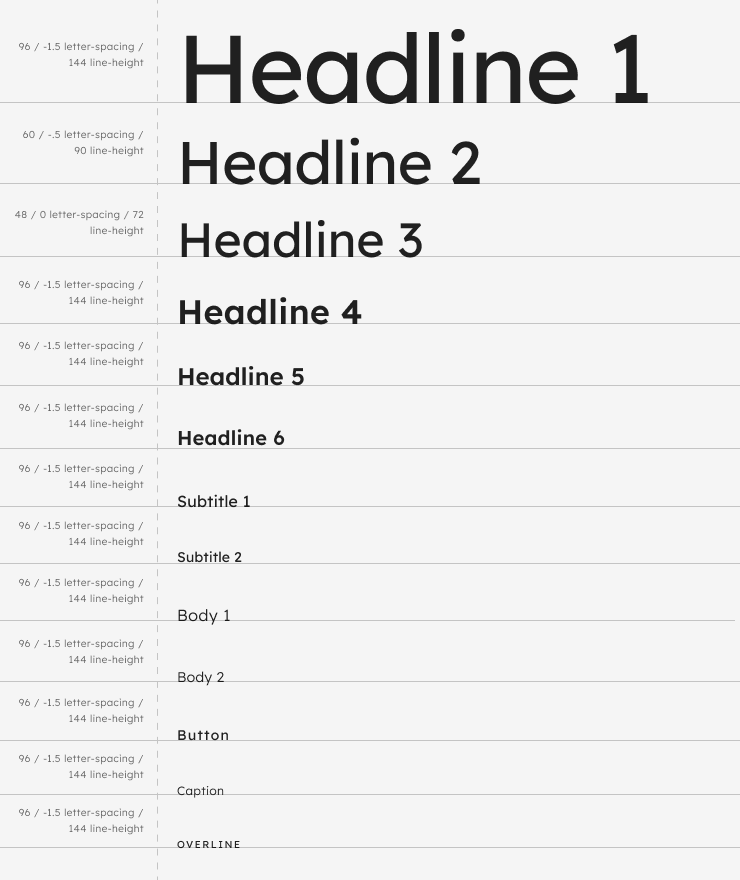 96 / -1.5 letter-spacing /
144 line-height
Headline 1
60 / -.5 letter-spacing /
90 line-height
Headline 2
48 / 0 letter-spacing / 72
line-height
Headline 3
96 / -1.5 letter-spacing /
144 line-height
Headline 4
96 / -1.5 letter-spacing /
144 line-height
Headline 5
96 / -1.5 letter-spacing /
144 line-height
Headline 6
96 / -1.5 letter-spacing /
144 line-height
Subtitle 1
96 / -1.5 letter-spacing /
144 line-height
Subtitle 2
96 / -1.5 letter-spacing /
144 line-height
Body 1
96 / -1.5 letter-spacing /
144 line-height
Body 2
96 / -1.5 letter-spacing /
144 line-height
Button
96 / -1.5 letter-spacing /
144 line-height
Caption
96 / -1.5 letter-spacing /
144 line-height
OVERLINE